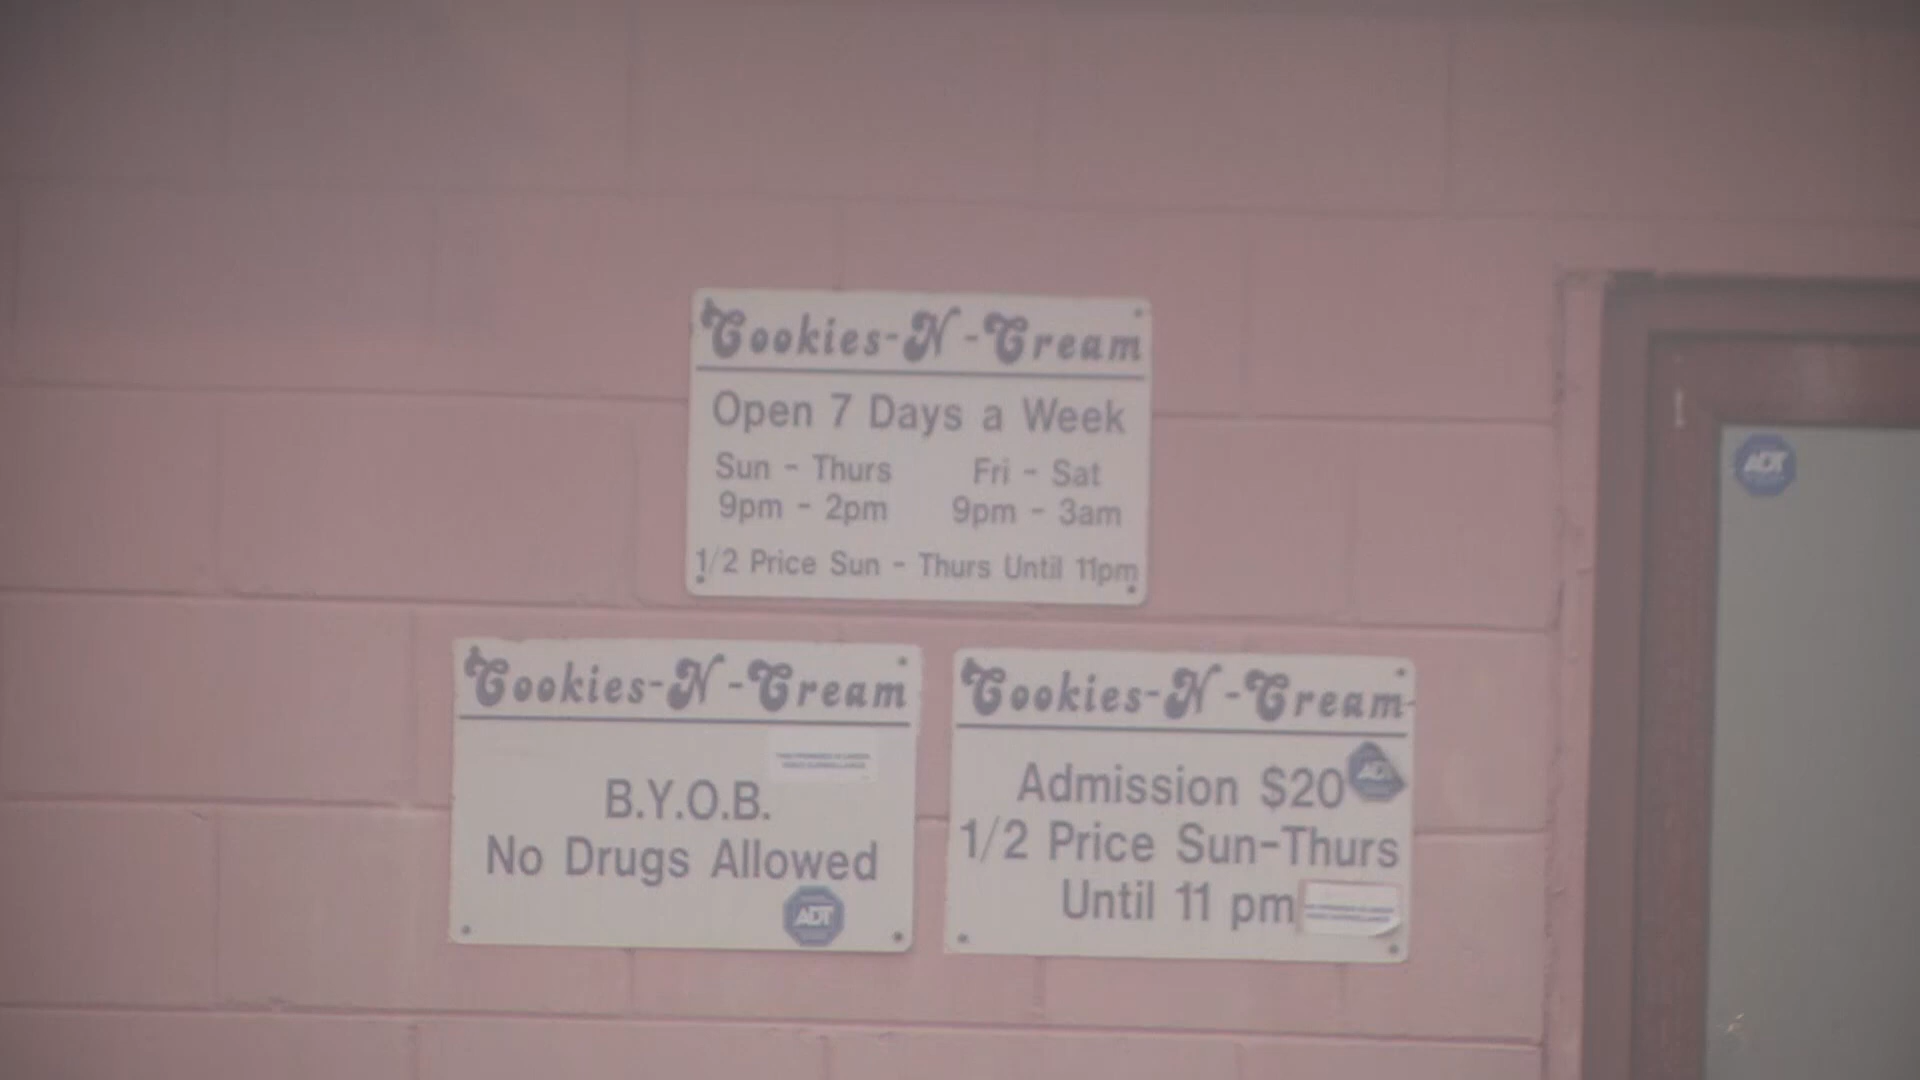 Cookies-N-Cream
Open 7 Days a Week
Sun - Thurs Fri - Sat
9pm - 2pm 9pm - 3am
1/2 Price Sun - Thurs Until 11pm
Cookies-N-Cream
B.Y.O.B.
No Drugs Allowed
ADT
Cookies-N-Cream
Admission $20
ADT
1/2 Price Sun-Thurs
Until 11 pm
ADT